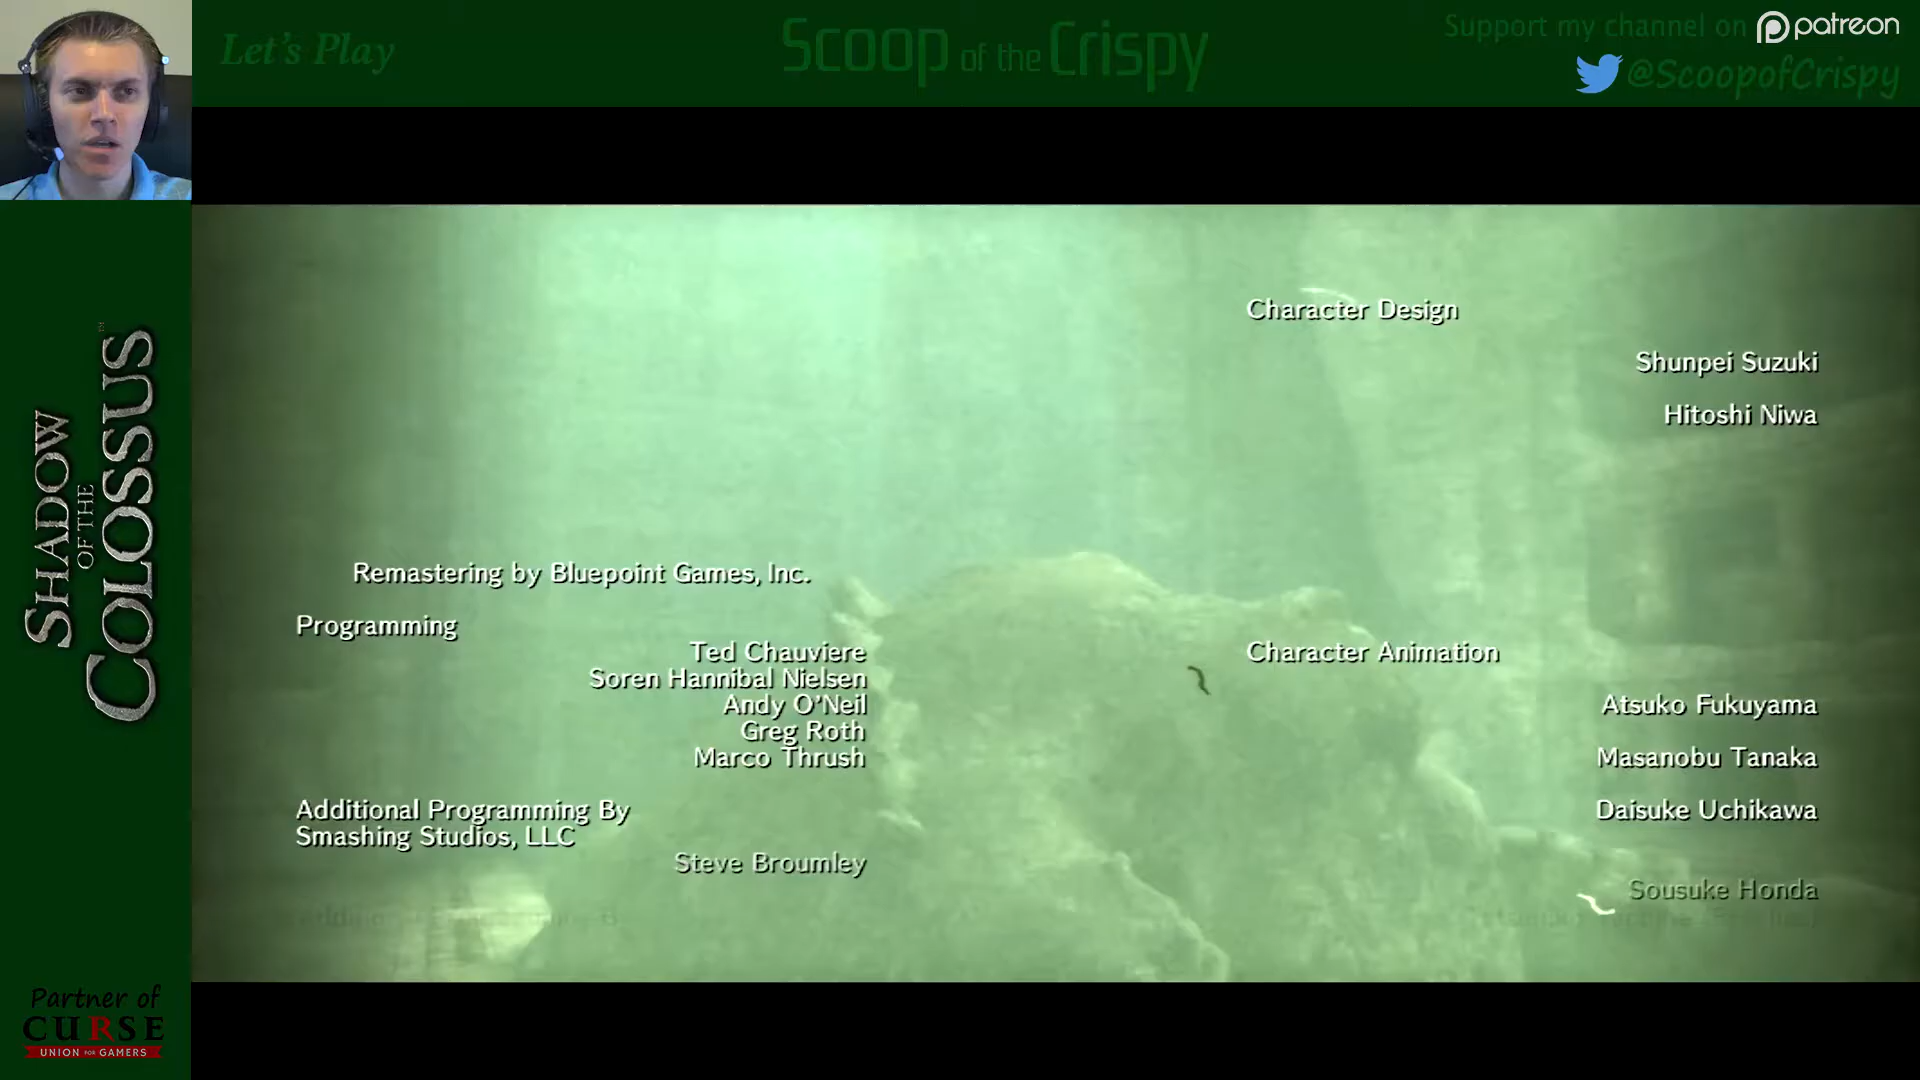 Let's Play
Scoop of the Crispy
Support my channel on patreon
@ScoopofCrispy
SHADOW
OF THE
COLOSSUS
TM
Partner of
CURSE
UNION FOR GAMERS
Remastering by Bluepoint Games, Inc.
Programming
Ted Chauviere
Soren Hannibal Nielsen
Andy O'Neil
Greg Roth
Marco Thrush
Additional Programming By
Smashing Studios, LLC
Steve Broumley
Character Design
Shunpei Suzuki
Hitoshi Niwa
Character Animation
Atsuko Fukuyama
Masanobu Tanaka
Daisuke Uchikawa
Sousuke Honda